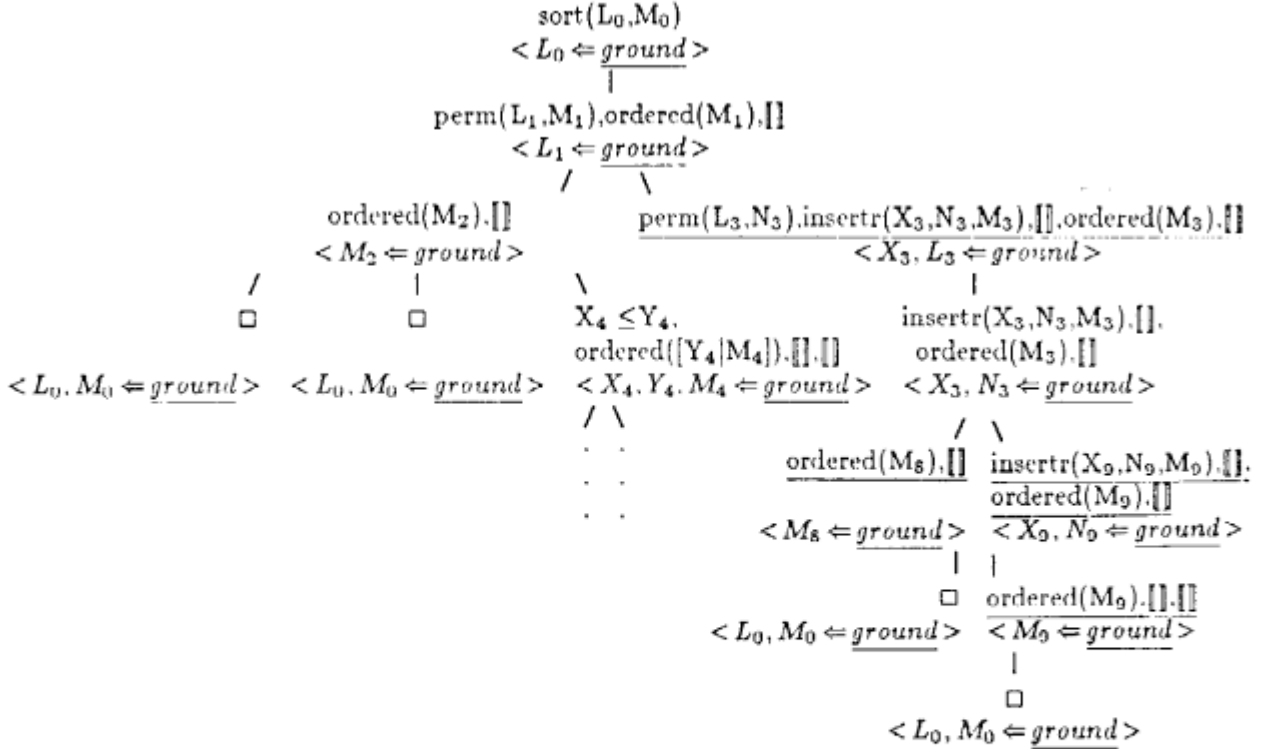 sort(L₀,M₀)
< L₀ ⇐ ground >
perm(L₁,M₁),ordered(M₁),[]
< L₁ ⇐ ground >
ordered(M₂),[] perm(L₃,N₃),insertr(X₃,N₃,M₃),[],ordered(M₃),[]
< M₂ ⇐ ground > < X₃, L₃ ⇐ ground >
□ □ X₄ ≤Y₄, insertr(X₃,N₃,M₃),[],
ordered([Y₄|M₄]),[],[] ordered(M₃),[]
< L₀, M₀ ⇐ ground > < L₀, M₀ ⇐ ground > < X₄, Y₄, M₄ ⇐ ground > < X₃, N₃ ⇐ ground >
ordered(M₈),[] insertr(X₉,N₉,M₉),[],
ordered(M₉),[]
< M₈ ⇐ ground > < X₉, N₉ ⇐ ground >
□ ordered(M₉),[],[]
< L₀, M₀ ⇐ ground > < M₉ ⇐ ground >
□
< L₀, M₀ ⇐ ground >